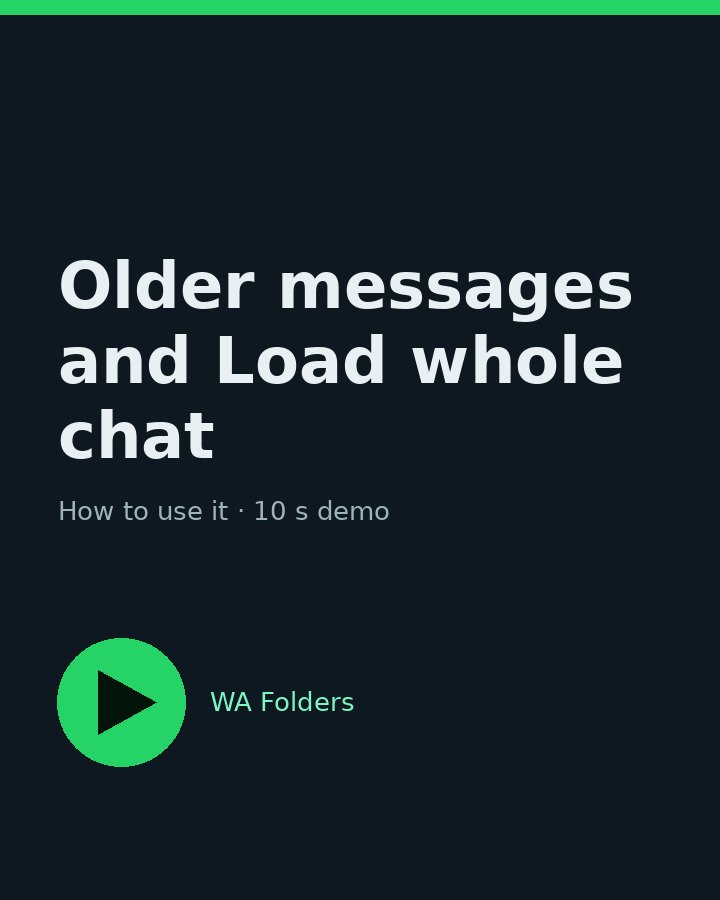 Older messages
and Load whole
chat
How to use it · 10 s demo
WA Folders